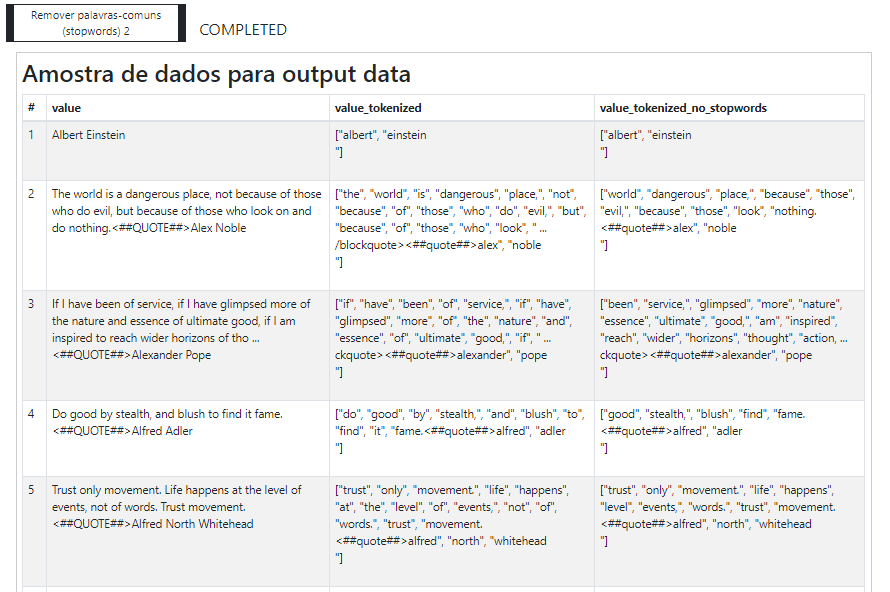 Remover palavras-comuns
(stopwords) 2
COMPLETED
Amostra de dados para output data
# value value_tokenized value_tokenized_no_stopwords
1 Albert Einstein ["albert", "einstein ["albert", "einstein
"] "]
2 The world is a dangerous place, not because of those ["the", "world", "is", "dangerous", "place,", "not", ["world", "dangerous", "place,", "because", "those",
who do evil, but because of those who look on and "because", "of", "those", "who", "do", "evil,", "but", "evil,", "because", "those", "look", "nothing.
do nothing.<##QUOTE##>Alex Noble "because", "of", "those", "who", "look", " ... <##quote##>alex", "noble
/blockquote><##quote##>alex", "noble "]
"]
3 If I have been of service, if I have glimpsed more of ["if", "have", "been", "of", "service,", "if", "have", ["been", "service,", "glimpsed", "more", "nature",
the nature and essence of ultimate good, if I am "glimpsed", "more", "of", "the", "nature", "and", "essence", "ultimate", "good,", "am", "inspired",
inspired to reach wider horizons of tho ... "essence", "of", "ultimate", "good,", "if", " ... "reach", "wider", "horizons", "thought", "action, ...
<##QUOTE##>Alexander Pope ckquote><##quote##>alexander", "pope ckquote><##quote##>alexander", "pope
"] "]
4 Do good by stealth, and blush to find it fame. ["do", "good", "by", "stealth,", "and", "blush", "to", ["good", "stealth,", "blush", "find", "fame.
<##QUOTE##>Alfred Adler "find", "it", "fame.<##quote##>alfred", "adler <##quote##>alfred", "adler
"] "]
5 Trust only movement. Life happens at the level of ["trust", "only", "movement.", "life", "happens", ["trust", "only", "movement.", "life", "happens",
events, not of words. Trust movement. "at", "the", "level", "of", "events,", "not", "of", "level", "events,", "words.", "trust", "movement.
<##QUOTE##>Alfred North Whitehead "words.", "trust", "movement. <##quote##>alfred", "north", "whitehead
<##quote##>alfred", "north", "whitehead "]
"]